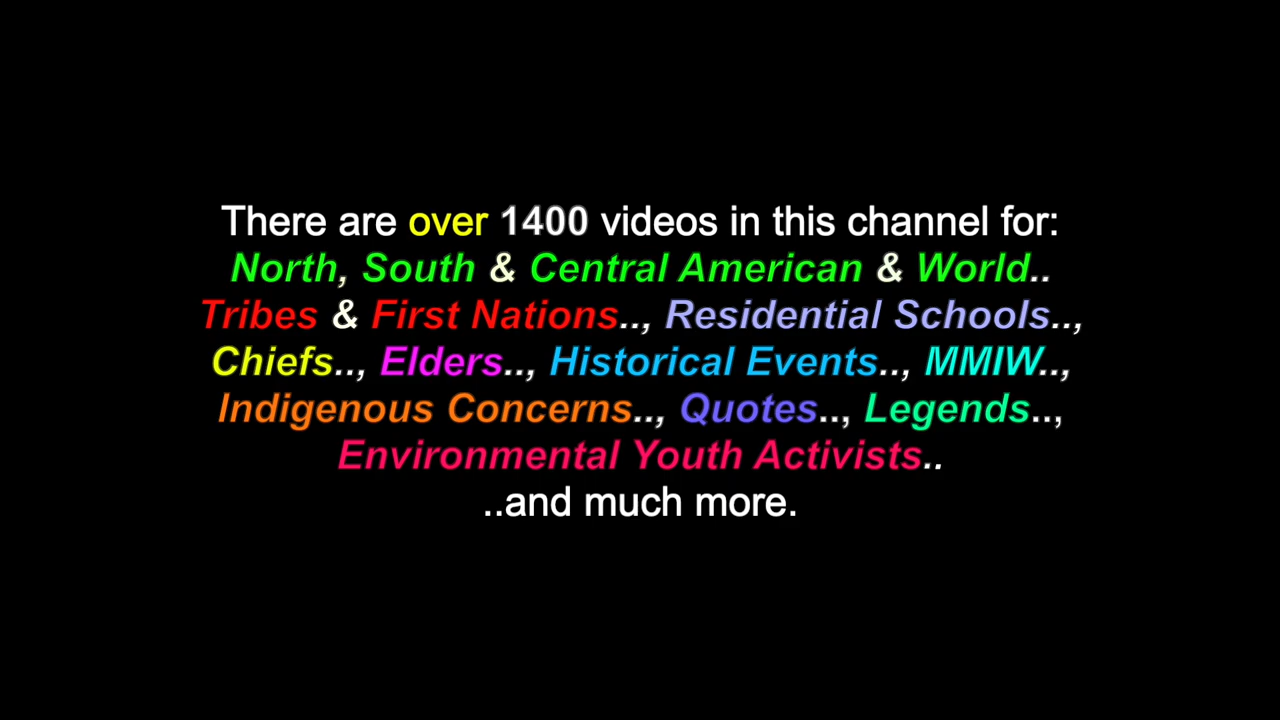 There are over 1400 videos in this channel for:
North, South & Central American & World..
Tribes & First Nations.., Residential Schools..,
Chiefs.., Elders.., Historical Events.., MMIW..,
Indigenous Concerns.., Quotes.., Legends..,
Environmental Youth Activists..
..and much more.